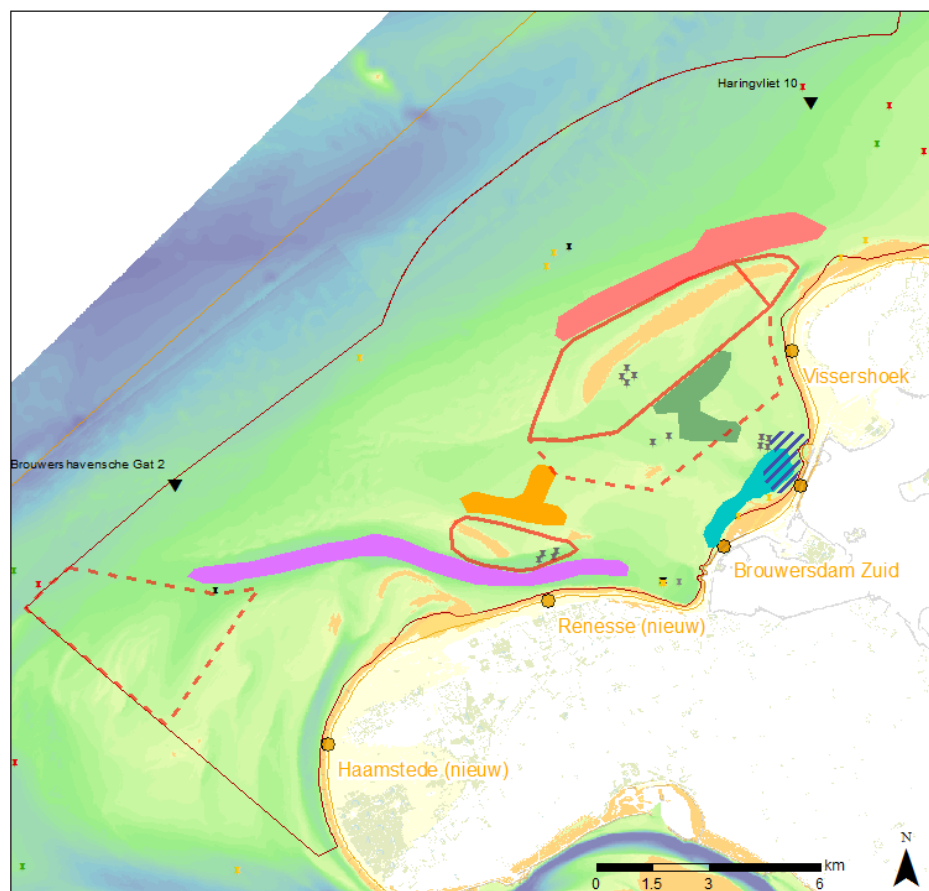 Haringvliet 10
Vissershoek
Brouwershavensche Gat 2
Brouwersdam Zuid
Renesse (nieuw)
Haamstede (nieuw)
N
km
0 1.5 3 6